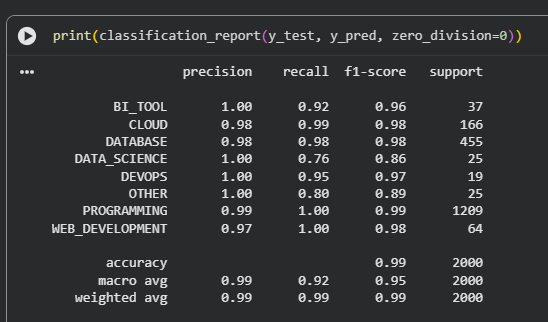 print(classification_report(y_test, y_pred, zero_division=0))
precision recall f1-score support
BI_TOOL 1.00 0.92 0.96 37
CLOUD 0.98 0.99 0.98 166
DATABASE 0.98 0.98 0.98 455
DATA_SCIENCE 1.00 0.76 0.86 25
DEVOPS 1.00 0.95 0.97 19
OTHER 1.00 0.80 0.89 25
PROGRAMMING 0.99 1.00 0.99 1209
WEB_DEVELOPMENT 0.97 1.00 0.98 64
accuracy 0.99 2000
macro avg 0.99 0.92 0.95 2000
weighted avg 0.99 0.99 0.99 2000